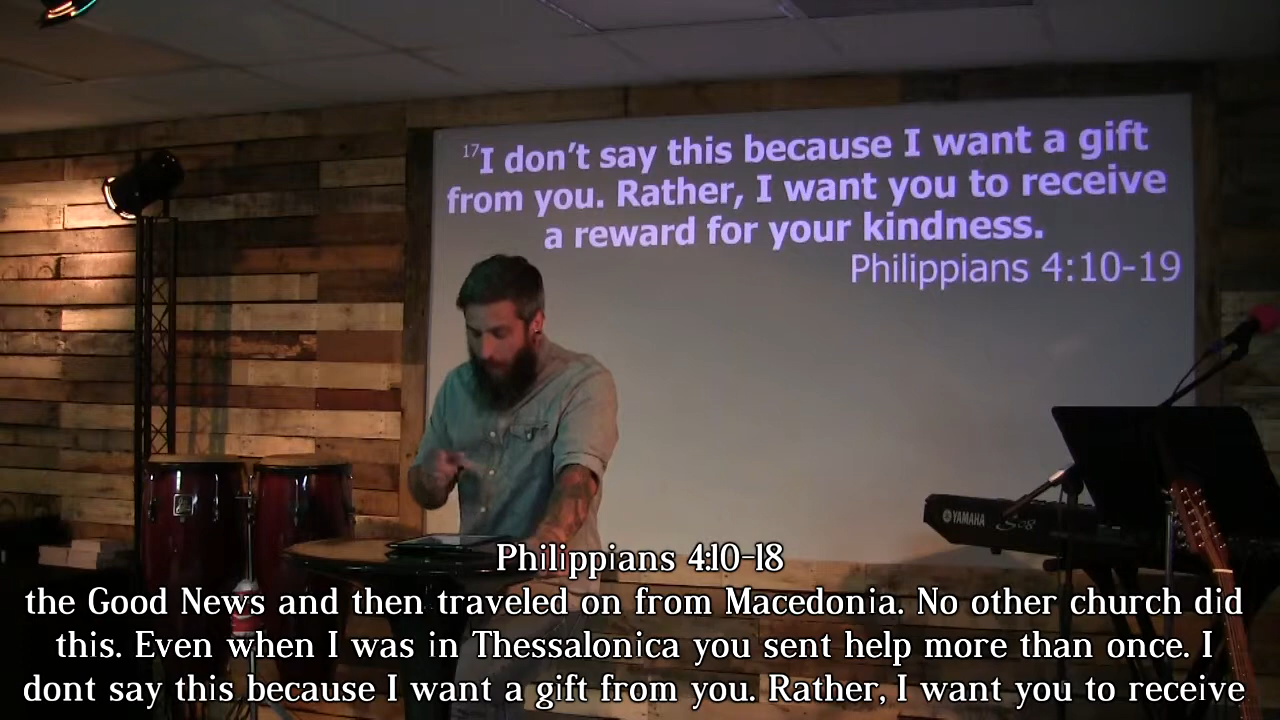 17I don't say this because I want a gift
from you. Rather, I want you to receive
a reward for your kindness.
Philippians 4:10-19
YAMAHA S08
Philippians 4:10-18
the Good News and then traveled on from Macedonia. No other church did
this. Even when I was in Thessalonica you sent help more than once. I
dont say this because I want a gift from you. Rather, I want you to receive